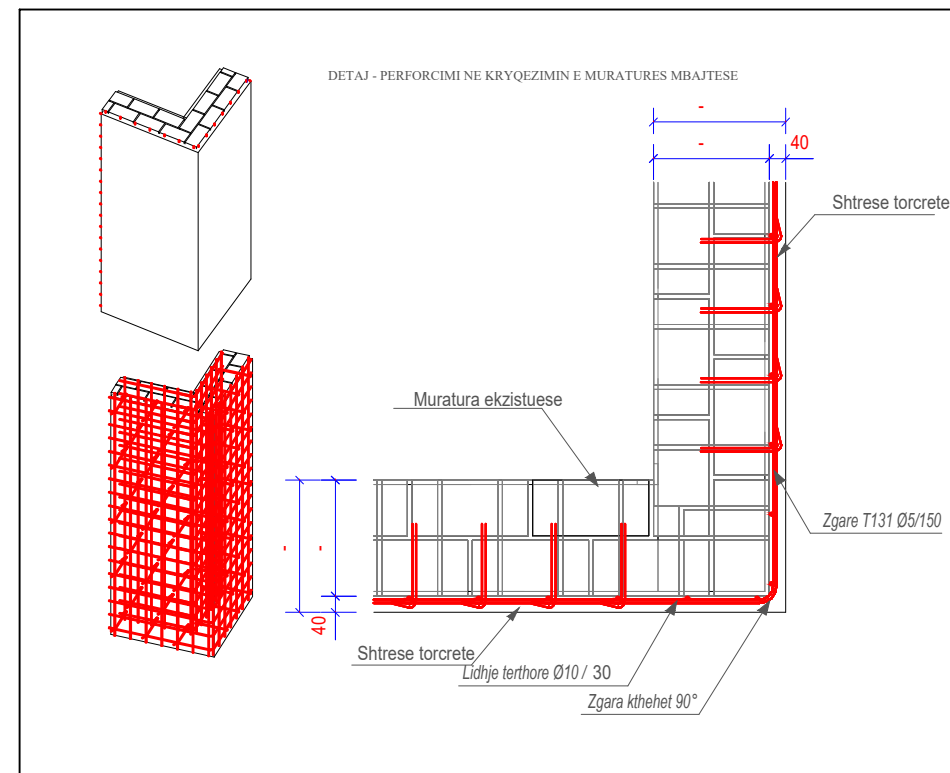 DETAJ - PERFORCIMI NE KRYQEZIMIN E MURATURES MBAJTESE
-
-
40
Shtrese torcrete
Muratura ekzistuese
Zgare T131 Ø5/150
-
-
40
Shtrese torcrete
Lidhje terthore Ø10 / 30
Zgara kthehet 90°